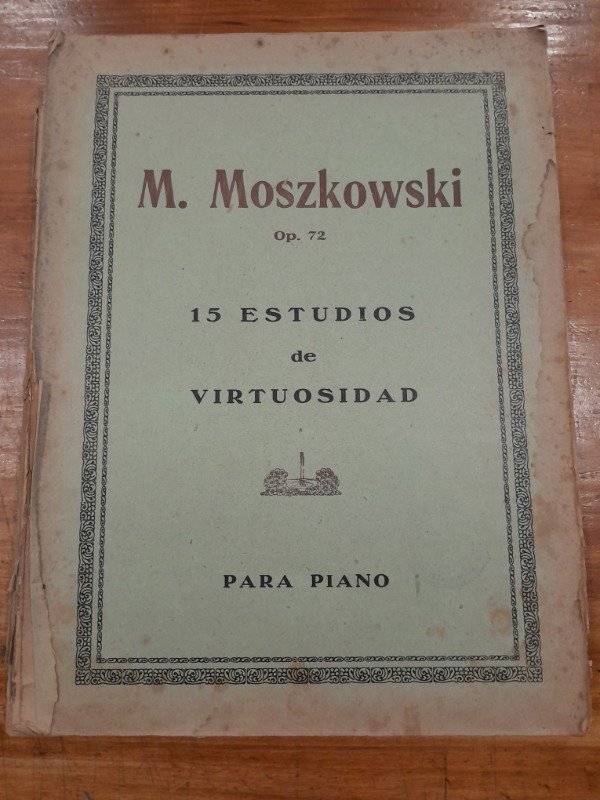 M. Moszkowski
Op. 72
15 ESTUDIOS
de
VIRTUOSIDAD
PARA PIANO